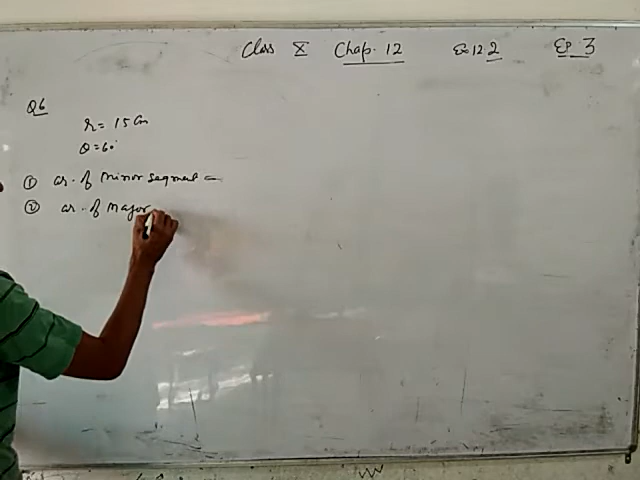 Class X Chap. 12 Ex 12.2 Ep 3
Q6
r = 15 cm
θ = 60°
① ar. of minor segment =
② ar. of major